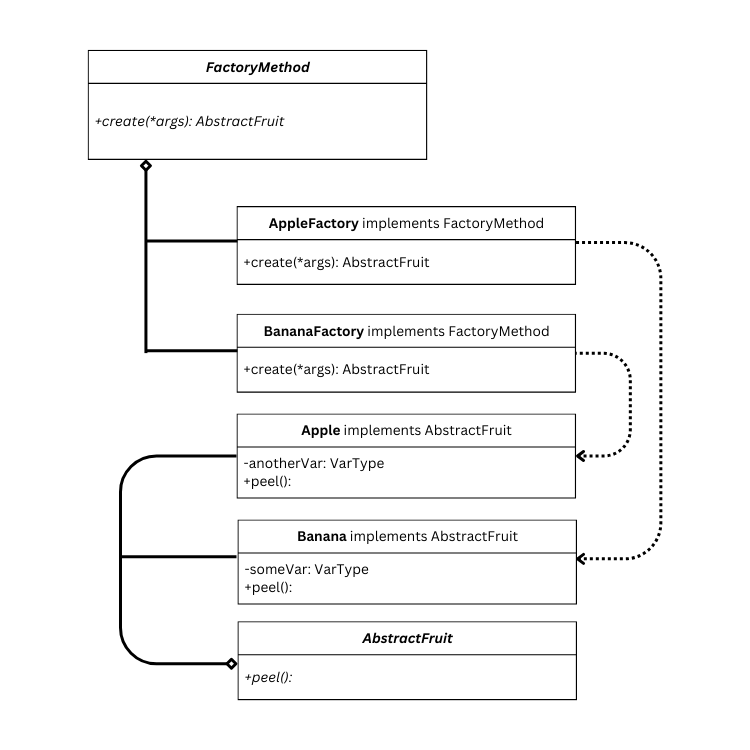 FactoryMethod
+create(*args): AbstractFruit
AppleFactory implements FactoryMethod
+create(*args): AbstractFruit
BananaFactory implements FactoryMethod
+create(*args): AbstractFruit
Apple implements AbstractFruit
-anotherVar: VarType
+peel():
Banana implements AbstractFruit
-someVar: VarType
+peel():
AbstractFruit
+peel():